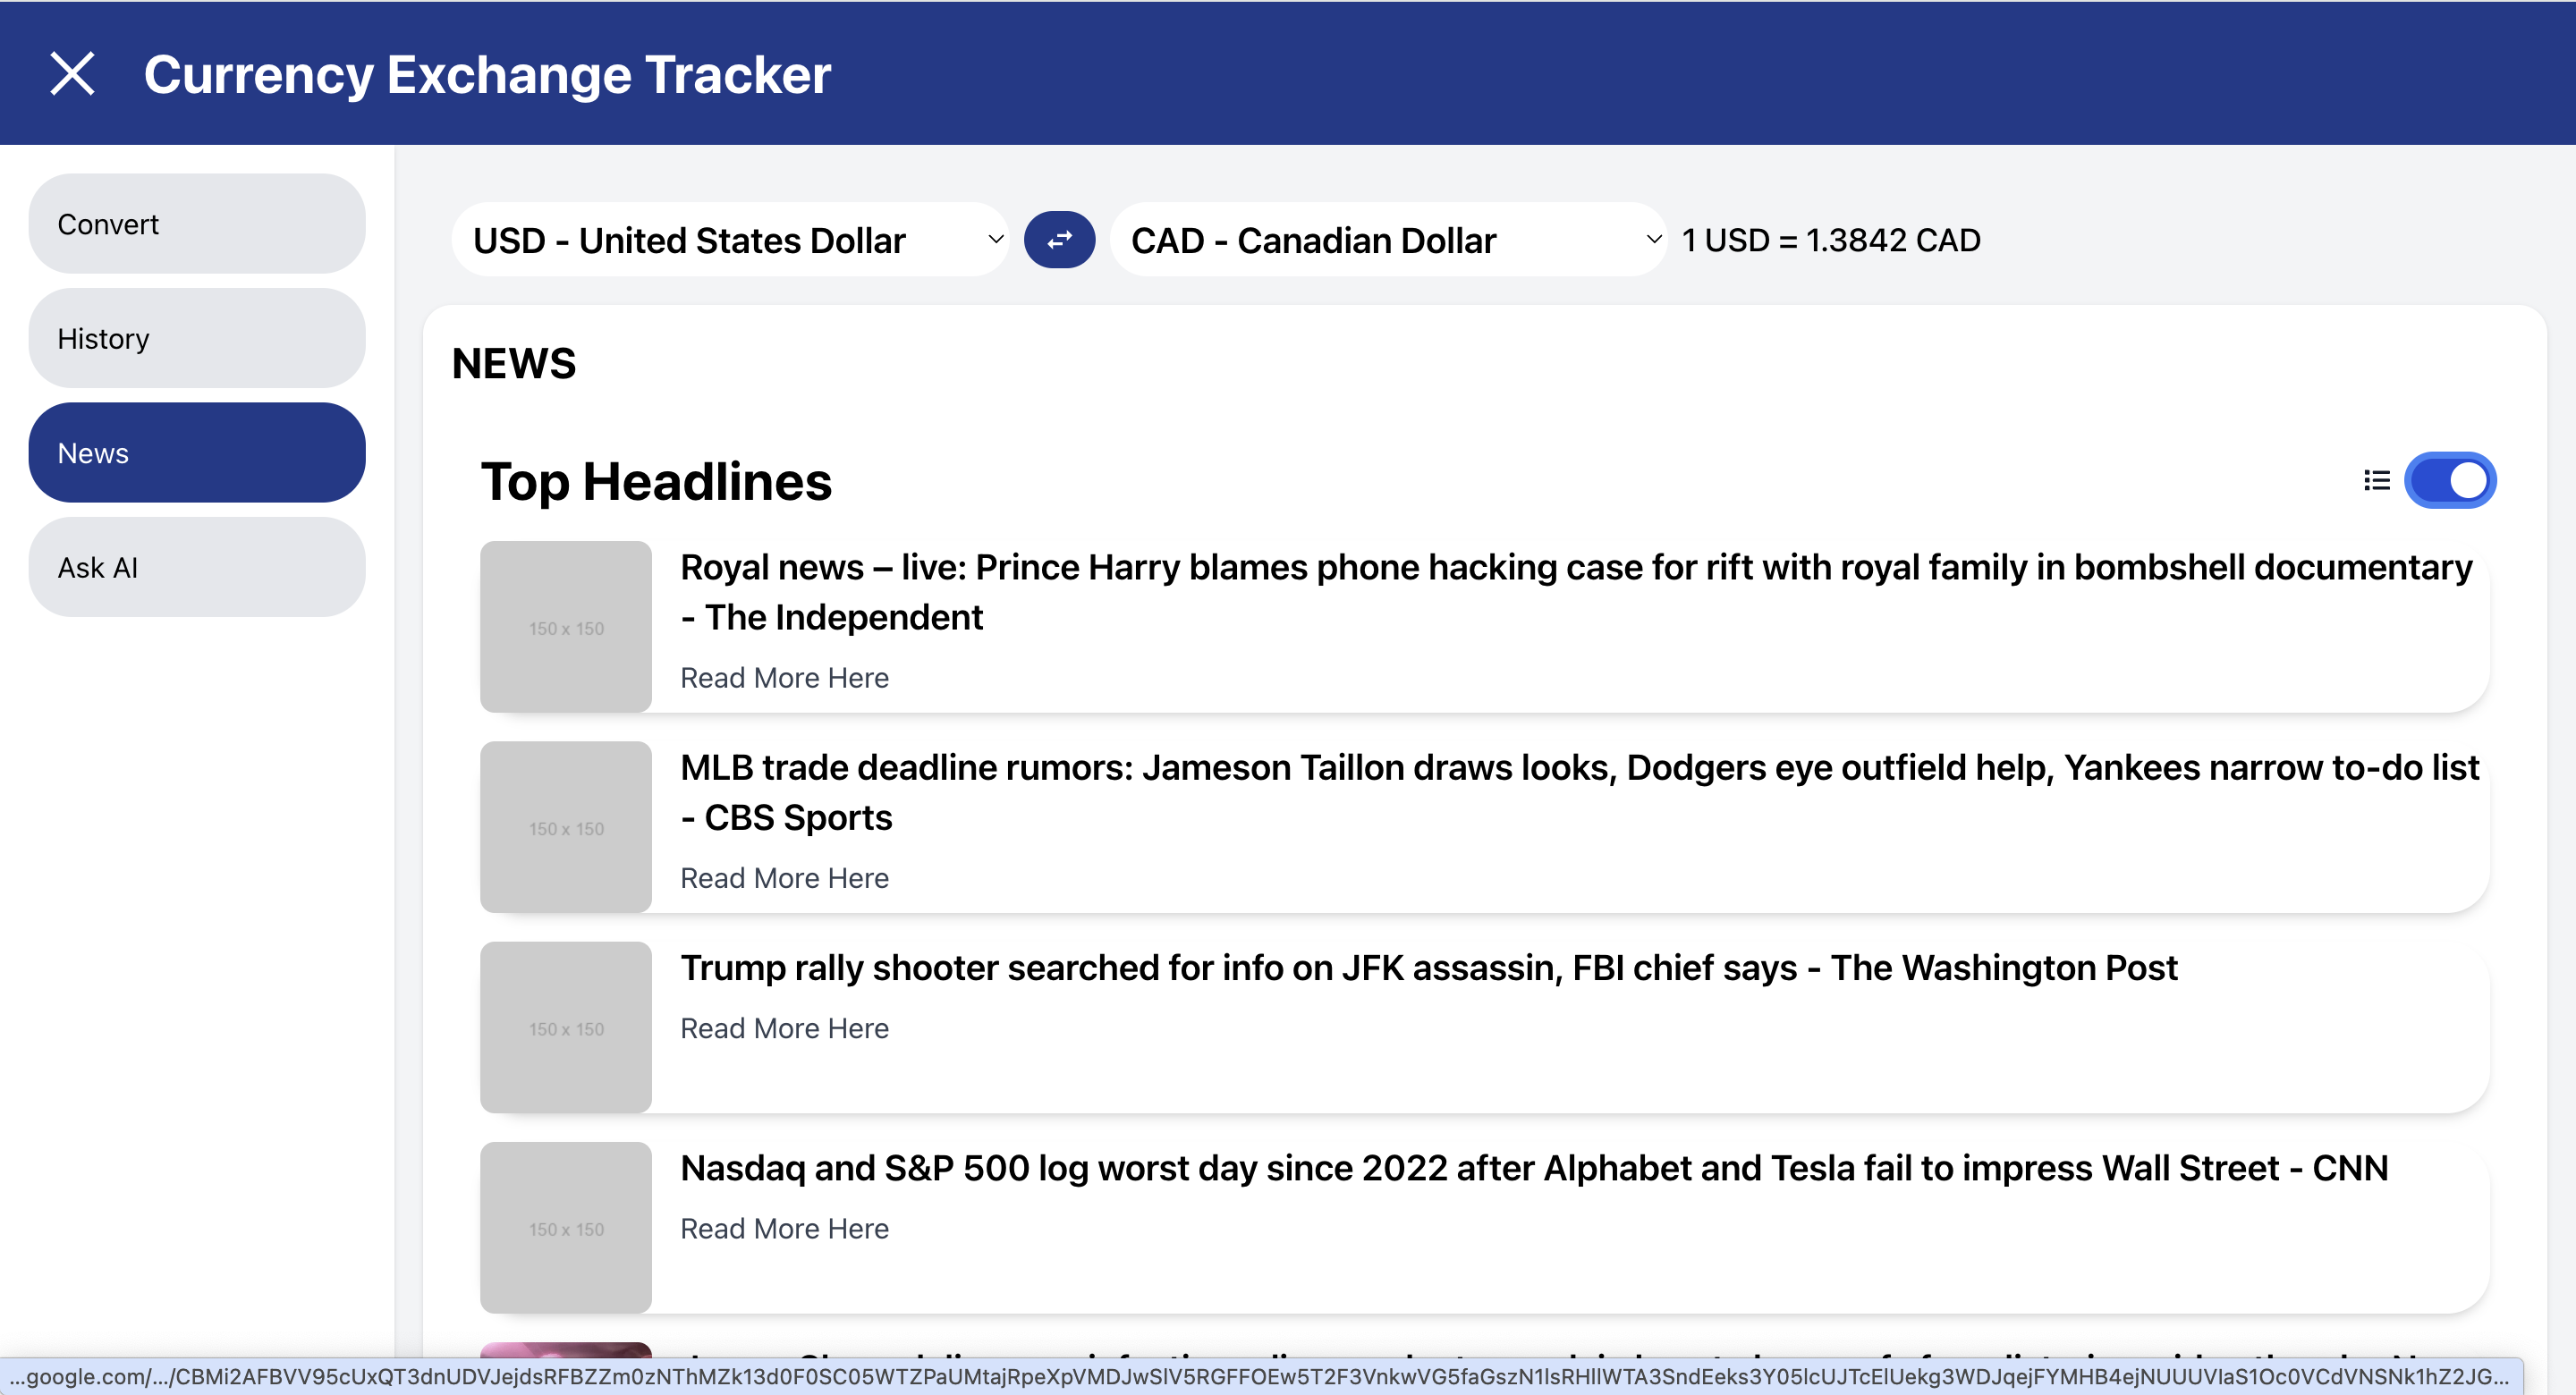 Currency Exchange Tracker
Convert
History
News
Ask AI
USD - United States Dollar
CAD - Canadian Dollar
1 USD = 1.3842 CAD
NEWS
Top Headlines
150 x 150
Royal news – live: Prince Harry blames phone hacking case for rift with royal family in bombshell documentary
- The Independent
Read More Here
150 x 150
MLB trade deadline rumors: Jameson Taillon draws looks, Dodgers eye outfield help, Yankees narrow to-do list
- CBS Sports
Read More Here
150 x 150
Trump rally shooter searched for info on JFK assassin, FBI chief says - The Washington Post
Read More Here
150 x 150
Nasdaq and S&P 500 log worst day since 2022 after Alphabet and Tesla fail to impress Wall Street - CNN
Read More Here